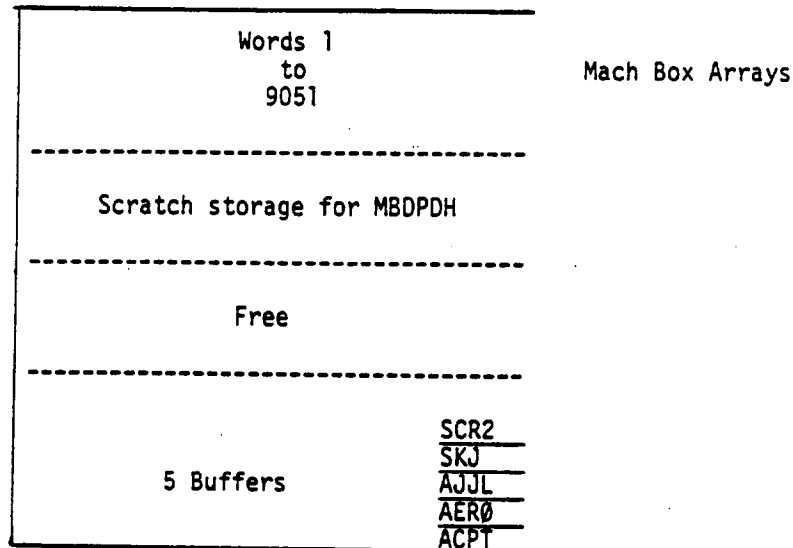 Words 1
to
9051
Mach Box Arrays
Scratch storage for MBDPDH
Free
5 Buffers
SCR2
SKJ
AJJL
AERØ
ACPT